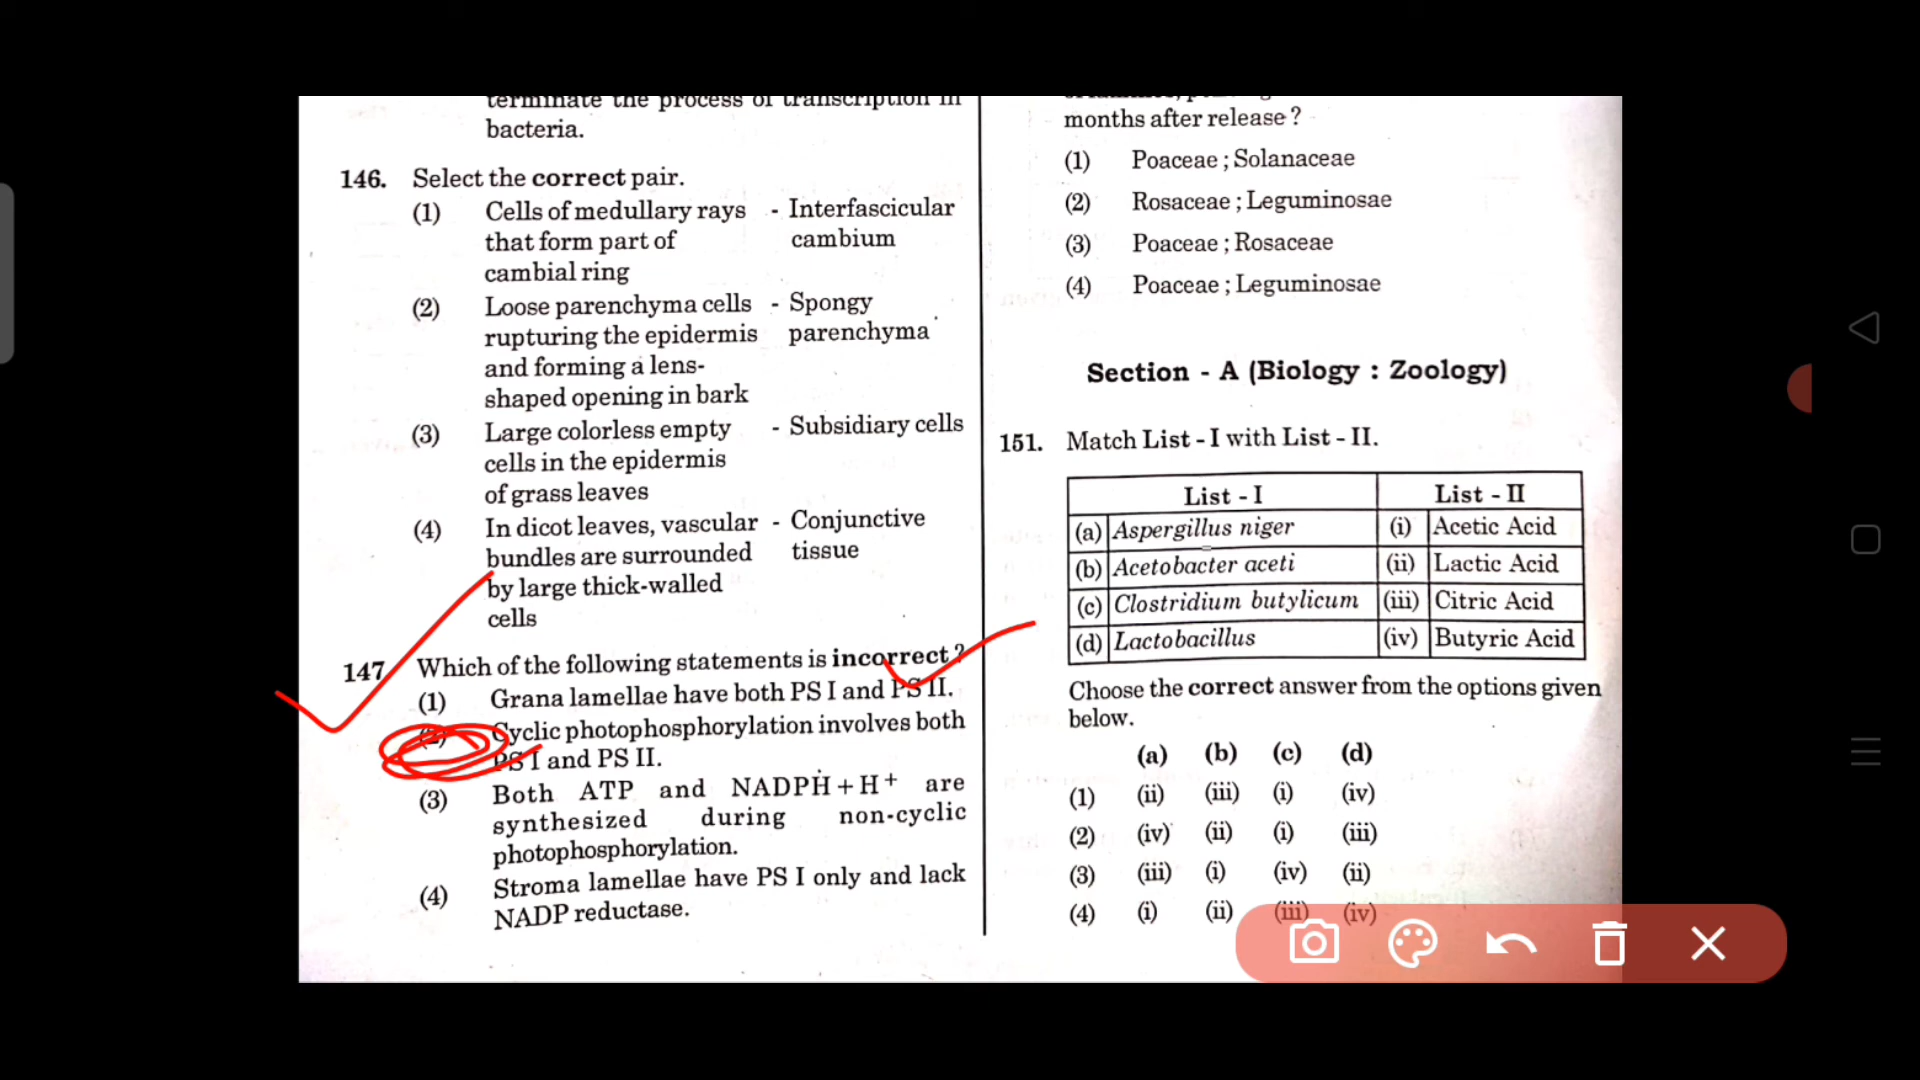 terminate the process of transcription in
bacteria.
146. Select the correct pair.
(1) Cells of medullary rays - Interfascicular
that form part of cambium
cambial ring
(2) Loose parenchyma cells - Spongy
rupturing the epidermis parenchyma
and forming a lens-
shaped opening in bark
(3) Large colorless empty - Subsidiary cells
cells in the epidermis
of grass leaves
(4) In dicot leaves, vascular - Conjunctive
bundles are surrounded tissue
by large thick-walled
cells
147 Which of the following statements is incorrect ?
(1) Grana lamellae have both PS I and PS II.
(2) Cyclic photophosphorylation involves both
PS I and PS II.
(3) Both ATP and NADPH + H+ are
synthesized during non-cyclic
photophosphorylation.
(4) Stroma lamellae have PS I only and lack
NADP reductase.
months after release ?
(1) Poaceae ; Solanaceae
(2) Rosaceae ; Leguminosae
(3) Poaceae ; Rosaceae
(4) Poaceae ; Leguminosae
Section - A (Biology : Zoology)
151. Match List - I with List - II.
List - I List - II
(a) Aspergillus niger (i) Acetic Acid
(b) Acetobacter aceti (ii) Lactic Acid
(c) Clostridium butylicum (iii) Citric Acid
(d) Lactobacillus (iv) Butyric Acid
Choose the correct answer from the options given
below.
(a) (b) (c) (d)
(1) (ii) (iii) (i) (iv)
(2) (iv) (ii) (i) (iii)
(3) (iii) (i) (iv) (ii)
(4) (i) (ii) (iii) (iv)